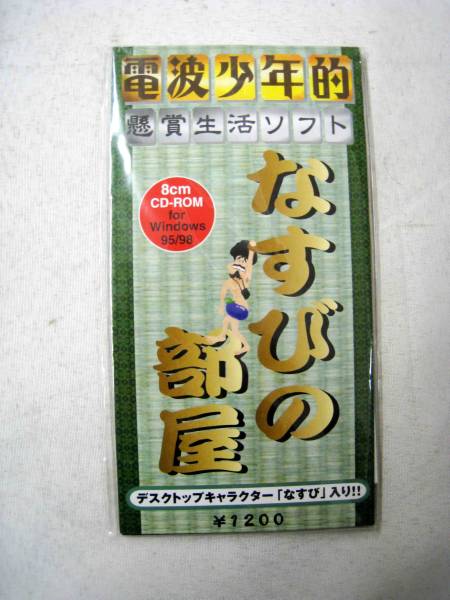 電波少年的
懸賞生活ソフト
8cm
CD-ROM
for
Windows
95/98
なすびの
部屋
デスクトップキャラクター「なすび」入り!!
¥1200